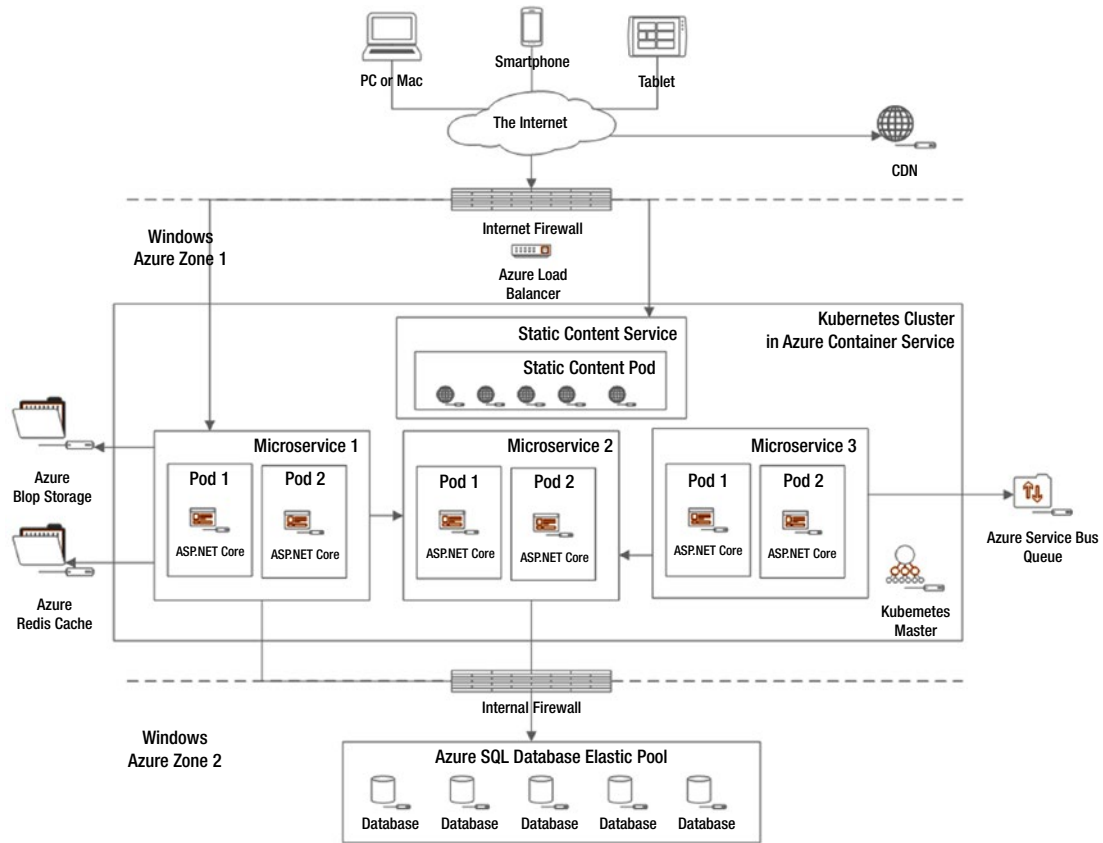 PC or Mac
Smartphone
Tablet
The Internet
CDN
Internet Firewall
Windows
Azure Zone 1
Azure Load
Balancer
Kubernetes Cluster
in Azure Container Service
Static Content Service
Static Content Pod
Azure
Blop Storage
Azure
Redis Cache
Microservice 1
Pod 1
ASP.NET Core
Pod 2
ASP.NET Core
Microservice 2
Pod 1
ASP.NET Core
Pod 2
ASP.NET Core
Microservice 3
Pod 1
ASP.NET Core
Pod 2
ASP.NET Core
Azure Service Bus
Queue
Kubemetes
Master
Internal Firewall
Windows
Azure Zone 2
Azure SQL Database Elastic Pool
Database
Database
Database
Database
Database